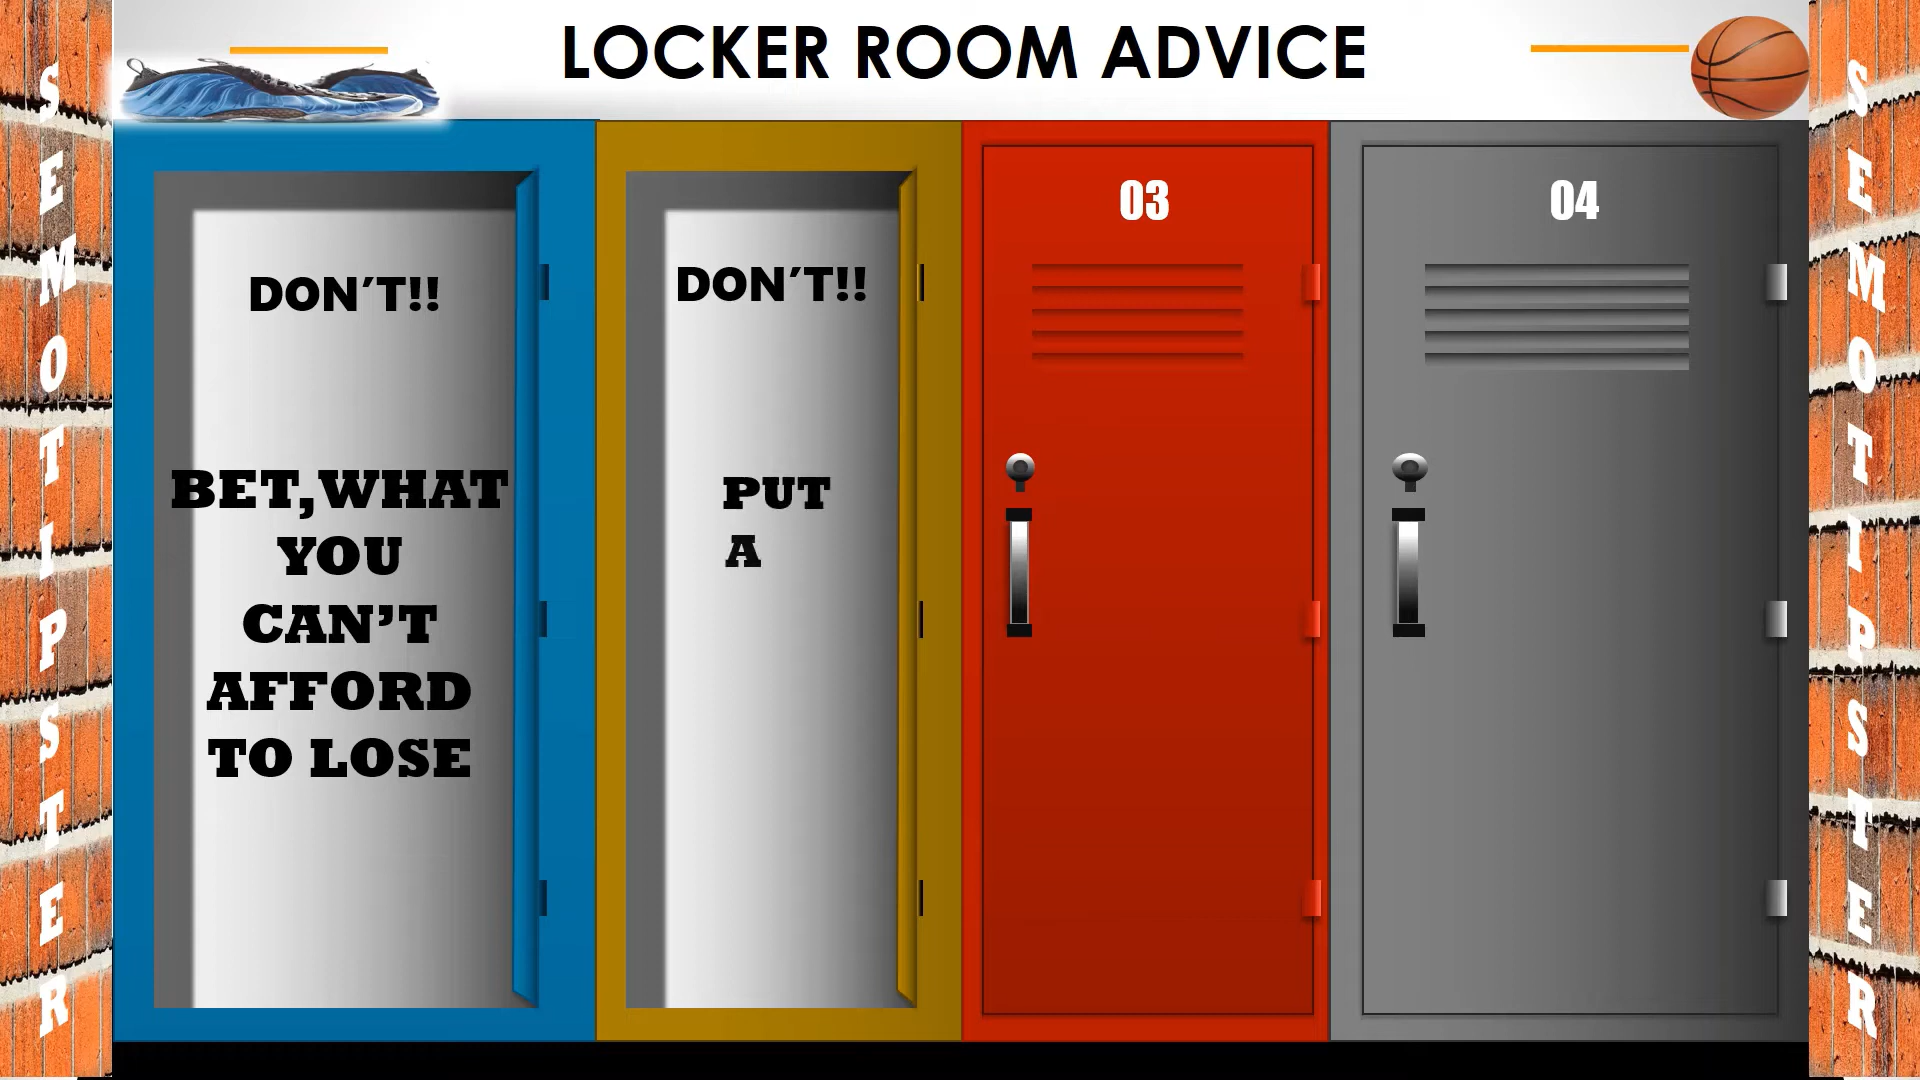 LOCKER ROOM ADVICE
SEMOTIPSTER
DON'T!!
BET,WHAT
YOU
CAN'T
AFFORD
TO LOSE
DON'T!!
PUT
A
03
04
SEMOTIPSTER